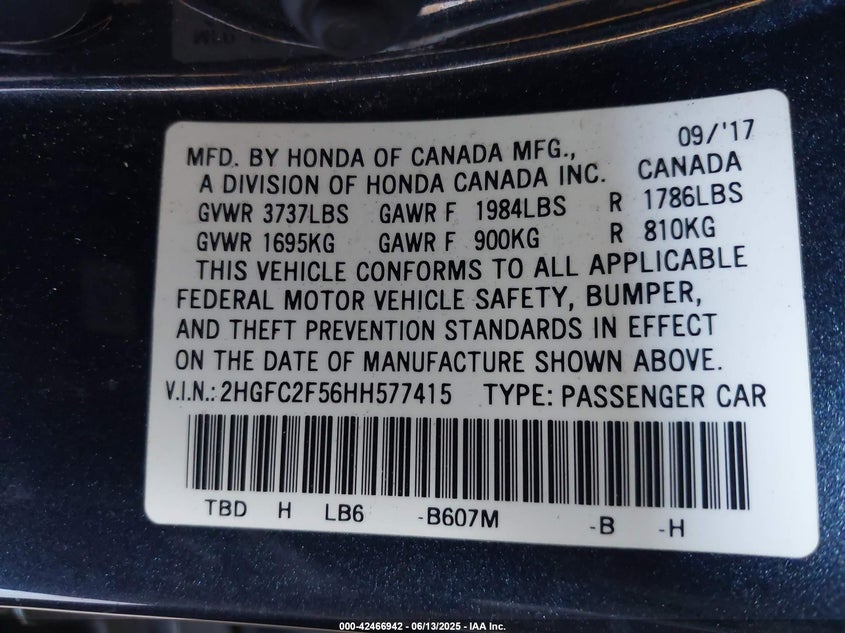 09/'17
MFD. BY HONDA OF CANADA MFG.,
A DIVISION OF HONDA CANADA INC. CANADA
GVWR 3737LBS GAWR F 1984LBS R 1786LBS
GVWR 1695KG GAWR F 900KG R 810KG
THIS VEHICLE CONFORMS TO ALL APPLICABLE
FEDERAL MOTOR VEHICLE SAFETY, BUMPER,
AND THEFT PREVENTION STANDARDS IN EFFECT
ON THE DATE OF MANUFACTURE SHOWN ABOVE.
V.I.N.: 2HGFC2F56HH577415 TYPE: PASSENGER CAR
TBD H LB6 -B607M -B -H
000-42466942 - 06/13/2025 - IAA Inc.